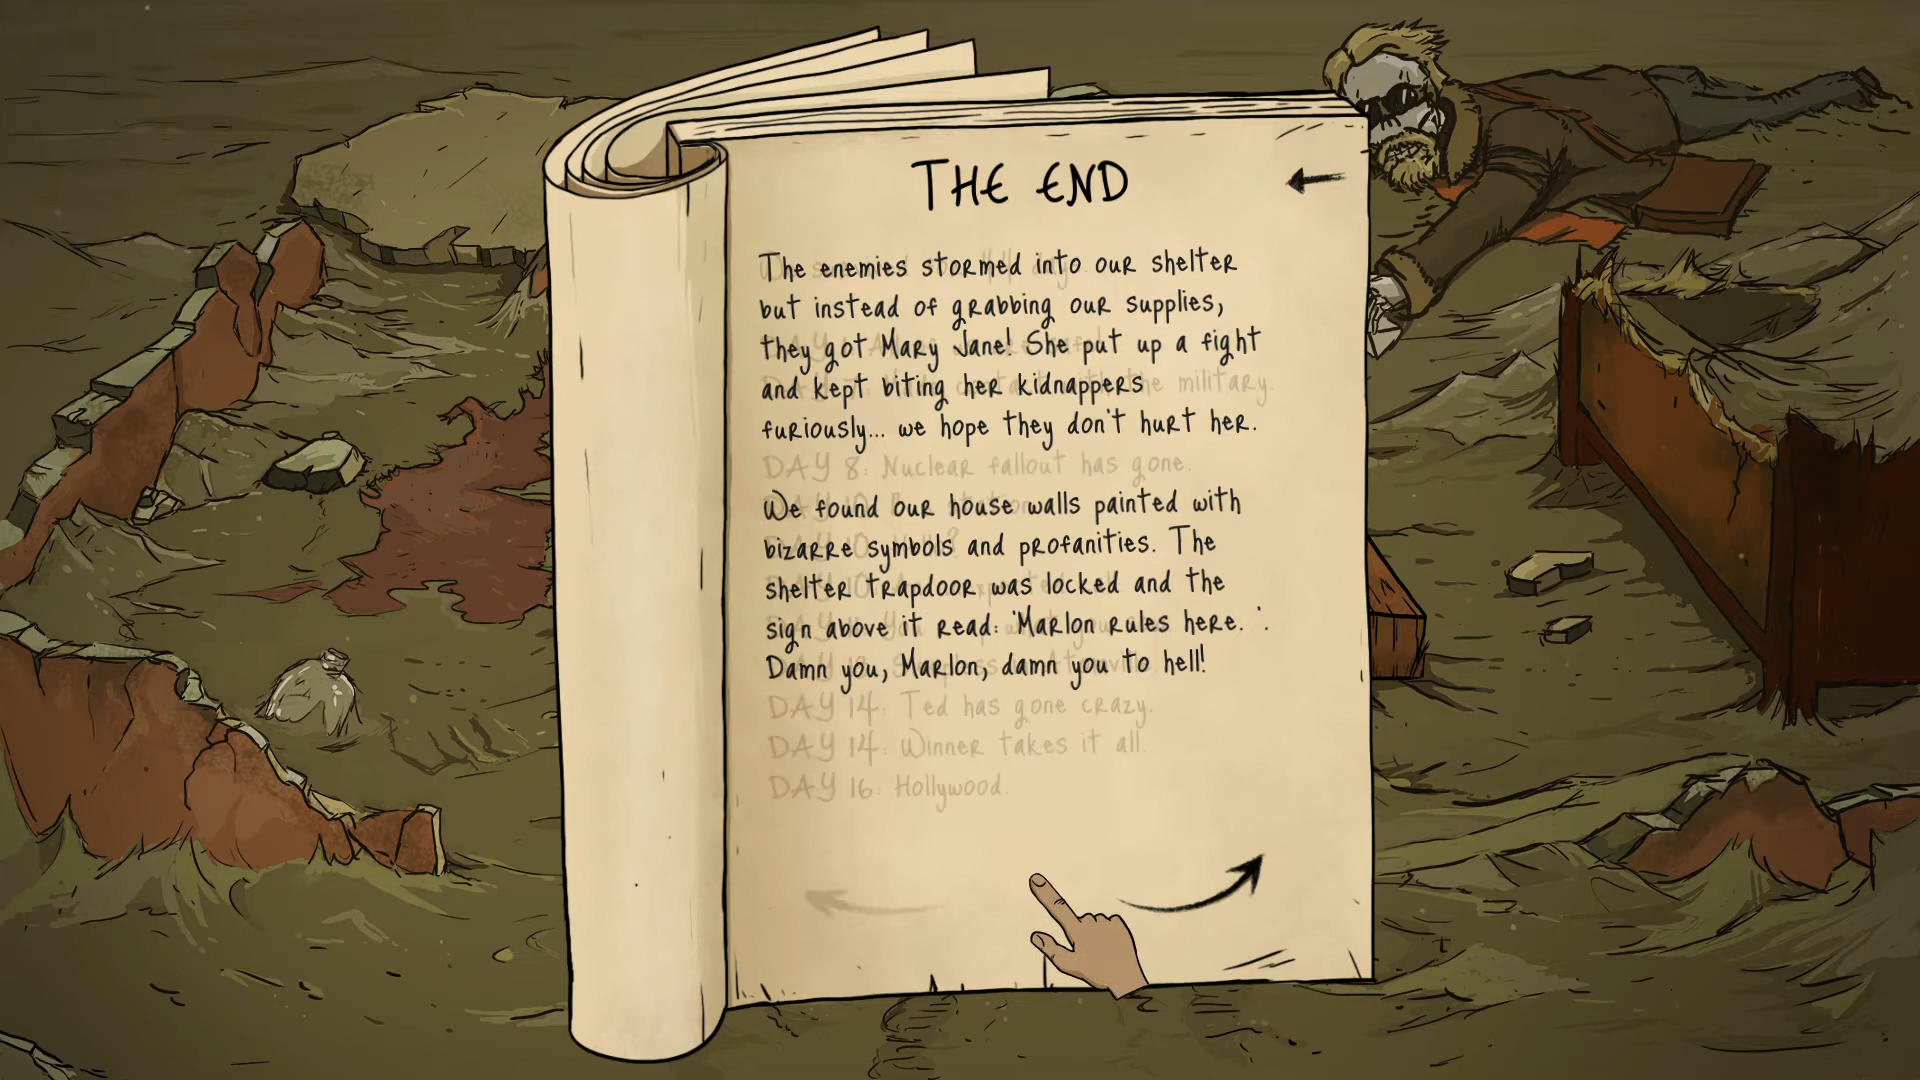 THE END
The enemies stormed into our shelter
but instead of grabbing our supplies,
they got Mary Jane! She put up a fight
and kept biting her kidnappers
the military.
furiously... we hope they don't hurt her.
DAY 8: Nuclear fallout has gone.
We found our house walls painted with
bizarre symbols and profanities. The
shelter trapdoor was locked and the
sign above it read: 'Marlon rules here. '.
Damn you, Marlon, damn you to hell!
DAY 14: Ted has gone crazy.
DAY 14: Winner takes it all.
DAY 16: Hollywood.